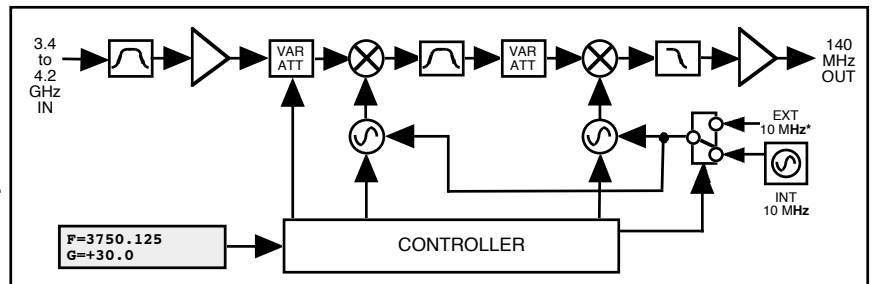 3.4
to
4.2
GHz
IN
VAR
ATT
VAR
ATT
140
MHz
OUT
EXT
10 MHz*
INT
10 MHz
F=3750.125
G=+30.0
CONTROLLER